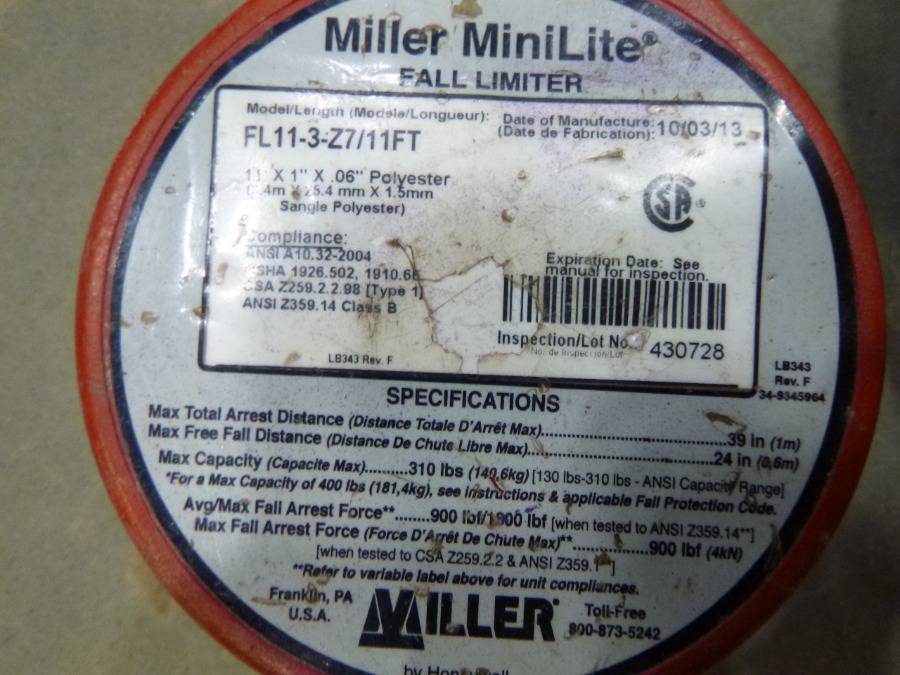 Miller MiniLite®
FALL LIMITER
Model/Length (Models/Longueur):
FL11-3-Z7/11FT
Date of Manufacture:
(Date de Fabrication): 10/03/13
11' X 1" X .06" Polyester
X 25.4 mm X 1.5mm
Sangle Polyester)
CSA®
Compliance:
ANSI A10.32-2004
OSHA 1926.502, 1910.66
CSA Z259.2.2.98 [Type 1]
ANSI Z359.14 Class B
Expiration Date: See
manual for inspection.
Inspection/Lot No.
No. de Inspection/Lot
430728
LB343 Rev. F
LB343
Rev. F
34-9345964
SPECIFICATIONS
Max Total Arrest Distance (Distance Totale D'Arrêt Max)..........39 in (1m)
Max Free Fall Distance (Distance De Chute Libre Max)..........24 in (0,6m)
Max Capacity (Capacite Max).........310 lbs (140,6kg) [130 lbs-310 lbs - ANSI Capacity Range]
*For a Max Capacity of 400 lbs (181,4kg), see instructions & applicable Fall Protection Code.
Avg/Max Fall Arrest Force**........900 lbf/1800 lbf [when tested to ANSI Z359.14**]
Max Fall Arrest Force (Force D'Arrêt De Chute Max)**..........900 lbf (4kN)
[when tested to CSA Z259.2.2 & ANSI
**Refer to variable label above for unit compliances.
Franklin, PA
U.S.A.
MILLER®
Toll-Free
800-873-5242
by Honeywell